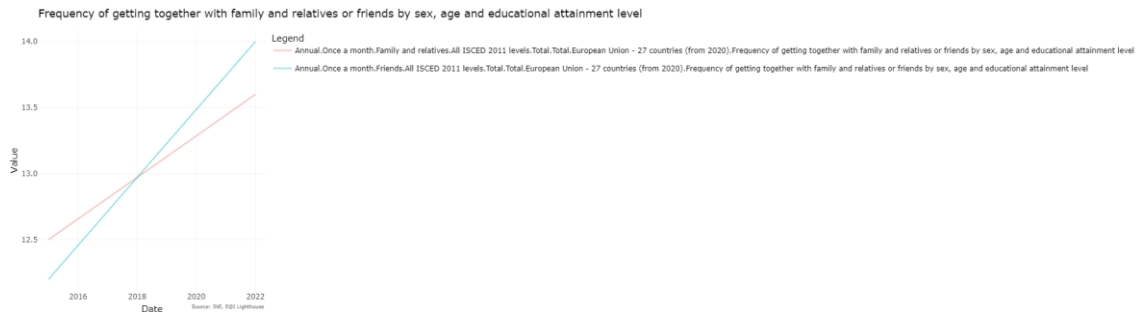 Frequency of getting together with family and relatives or friends by sex, age and educational attainment level
Legend
Annual.Once a month.Family and relatives.All ISCED 2011 levels.Total.Total.European Union - 27 countries (from 2020).Frequency of getting together with family and relatives or friends by sex, age and educational attainment level
Annual.Once a month.Friends.All ISCED 2011 levels.Total.Total.European Union - 27 countries (from 2020).Frequency of getting together with family and relatives or friends by sex, age and educational attainment level
14.0
13.5
Value
13.0
12.5
2016 2018 2020 2022
Date
Source: INE, EQI Lighthouse